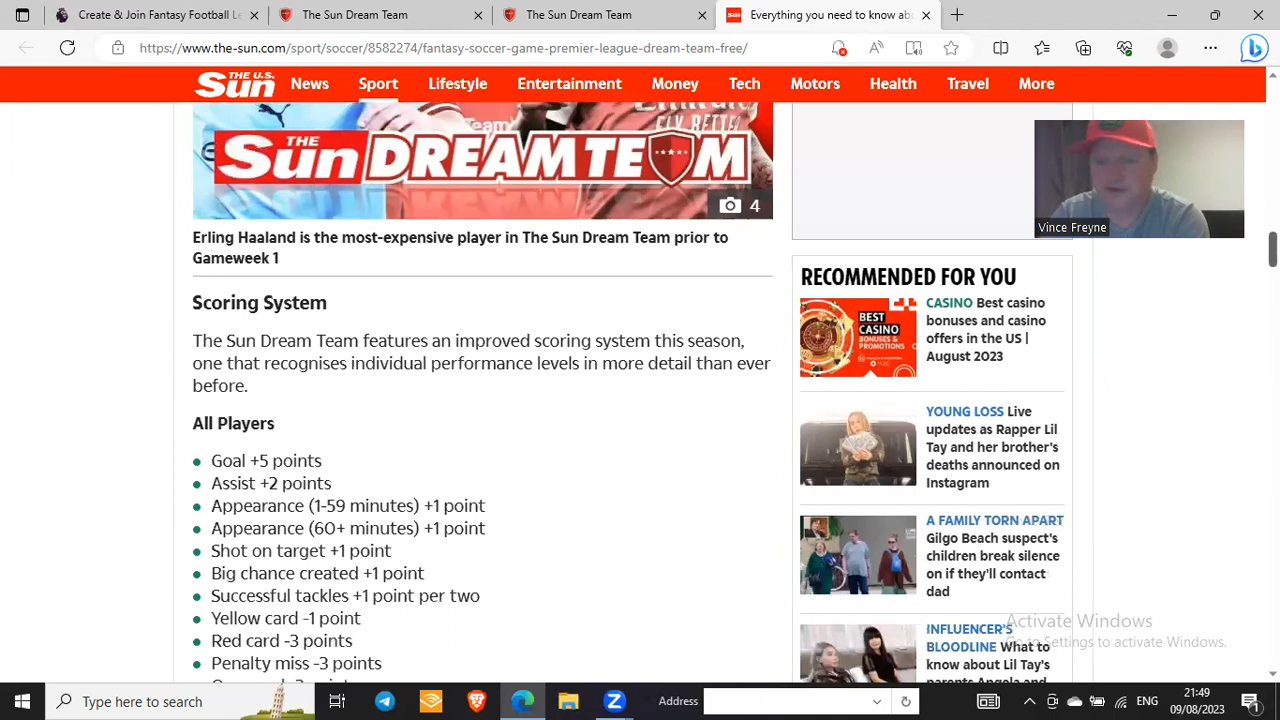 Create & Join Fantasy Football L
The Sun Dream Team
The Sun Dream Team
Everything you need to know ab
https://www.the-sun.com/sport/soccer/8582274/fantasy-soccer-game-premier-league-dream-team-free/
THE U.S. Sun
News
Sport
Lifestyle
Entertainment
Money
Tech
Motors
Health
Travel
More
THE Sun DREAM TEAM
4
Vince Freyne
Erling Haaland is the most-expensive player in The Sun Dream Team prior to
Gameweek 1
Scoring System
The Sun Dream Team features an improved scoring system this season,
one that recognises individual performance levels in more detail than ever
before.
All Players
Goal +5 points
Assist +2 points
Appearance (1-59 minutes) +1 point
Appearance (60+ minutes) +1 point
Shot on target +1 point
Big chance created +1 point
Successful tackles +1 point per two
Yellow card -1 point
Red card -3 points
Penalty miss -3 points
RECOMMENDED FOR YOU
BEST
CASINO
BONUSES &
PROMOTIONS
CASINO Best casino
bonuses and casino
offers in the US |
August 2023
YOUNG LOSS Live
updates as Rapper Lil
Tay and her brother's
deaths announced on
Instagram
A FAMILY TORN APART
Gilgo Beach suspect's
children break silence
on if they'll contact
dad
INFLUENCER'S
BLOODLINE What to
know about Lil Tay's
parents Angela and
Activate Windows
Go to Settings to activate Windows.
Type here to search
Address
ENG
21:49
09/08/2023
1